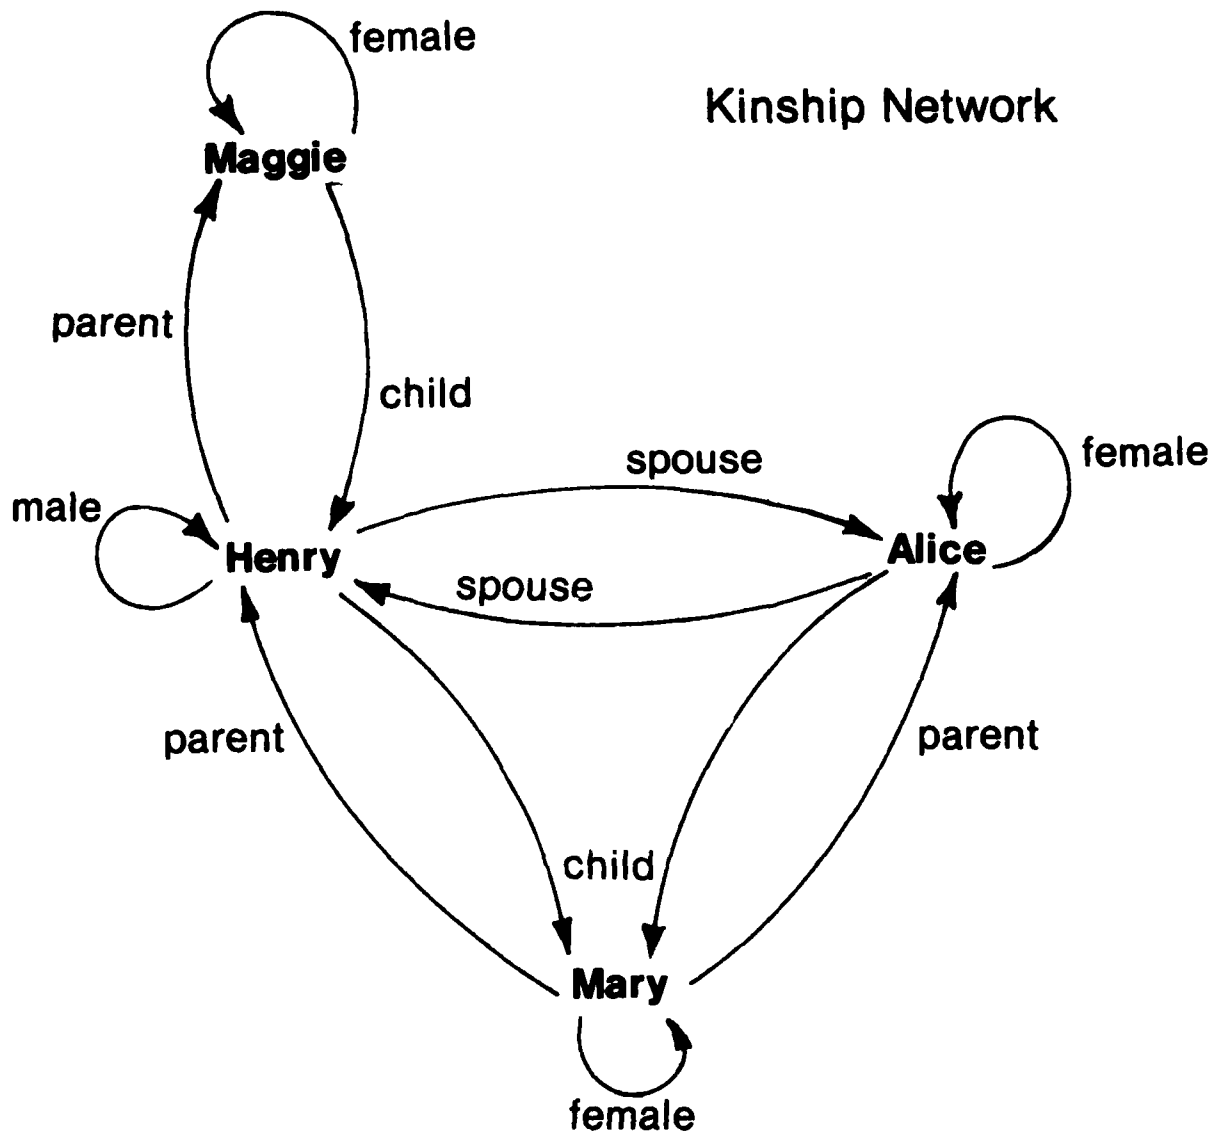 female
Kinship Network
Maggie
parent
child
spouse
female
male
Henry
Alice
spouse
parent
parent
child
Mary
female